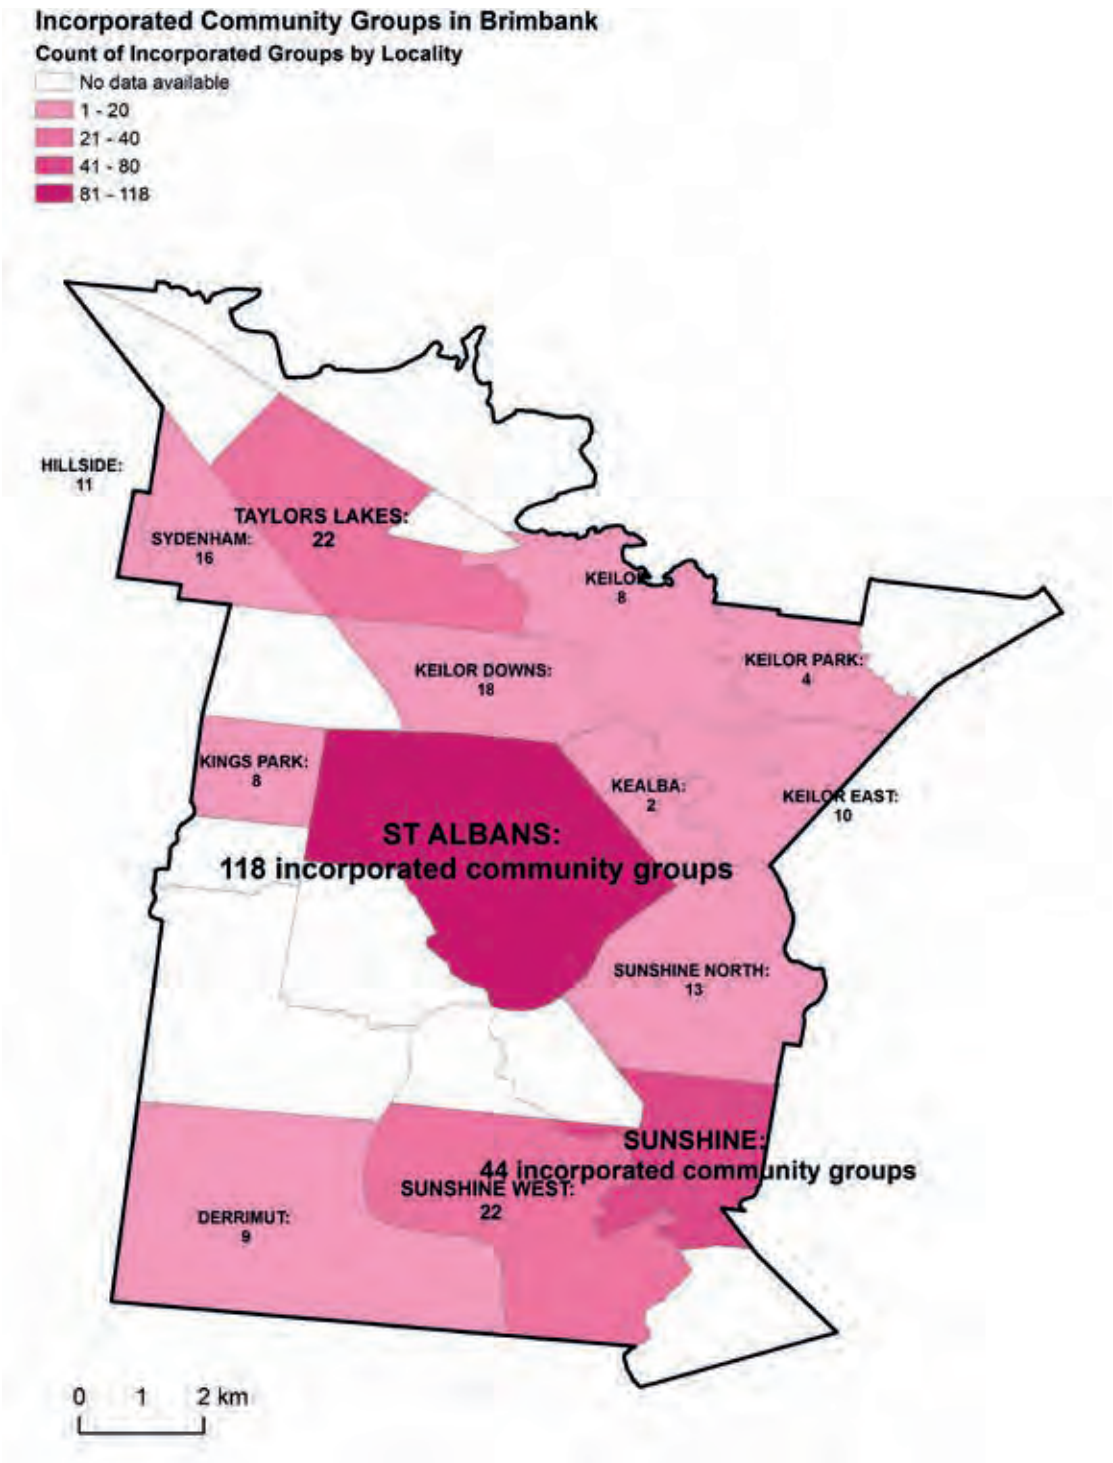 Incorporated Community Groups in Brimbank
Count of Incorporated Groups by Locality
No data available
1 - 20
21 - 40
41 - 80
81 - 118
HILLSIDE:
11
TAYLORS LAKES:
22
SYDENHAM:
16
KEILOR
8
KEILOR PARK:
4
KEILOR DOWNS:
18
KINGS PARK:
8
KEALBA:
2
KEILOR EAST:
10
ST ALBANS:
118 incorporated community groups
SUNSHINE NORTH:
13
SUNSHINE:
44 incorporated community groups
SUNSHINE WEST:
22
DERRIMUT:
9
0 1 2 km